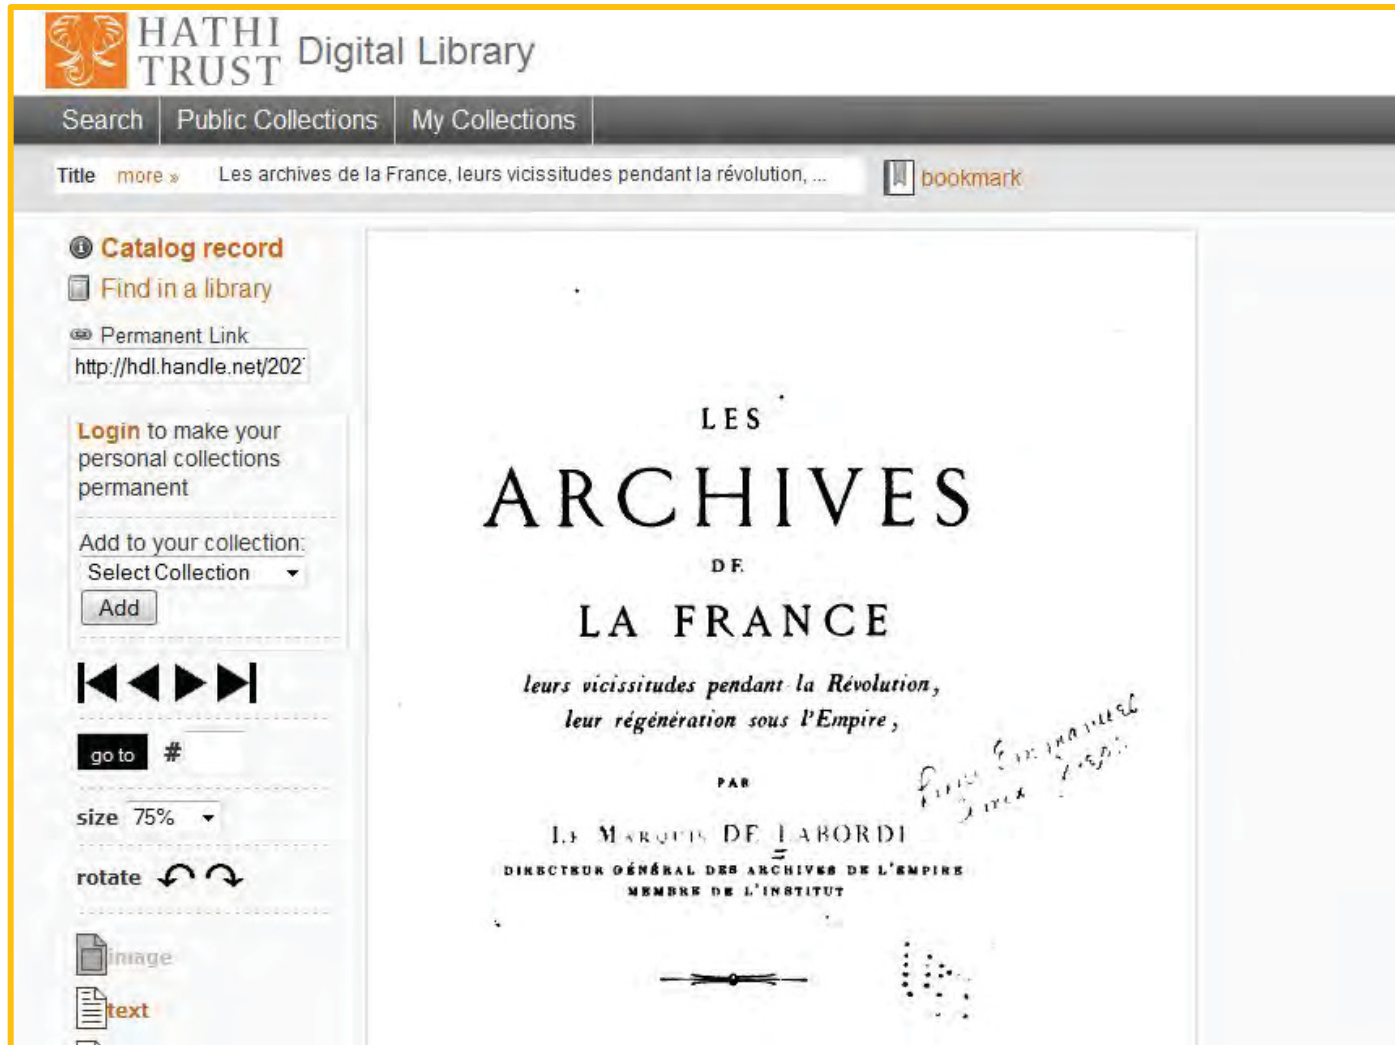 HATHI
TRUST
Digital Library
Search
Public Collections
My Collections
Title more » Les archives de la France, leurs vicissitudes pendant la révolution, ...
bookmark
Catalog record
Find in a library
Permanent Link
http://hdl.handle.net/202
Login to make your
personal collections
permanent
Add to your collection:
Select Collection
Add
go to #
size 75%
rotate
image
text
LES
ARCHIVES
DE
LA FRANCE
leurs vicissitudes pendant la Révolution,
leur régénération sous l'Empire,
PAR
LE MARQUIS DE LABORDE
DIRECTEUR GÉNÉRAL DES ARCHIVES DE L'EMPIRE
MEMBRE DE L'INSTITUT